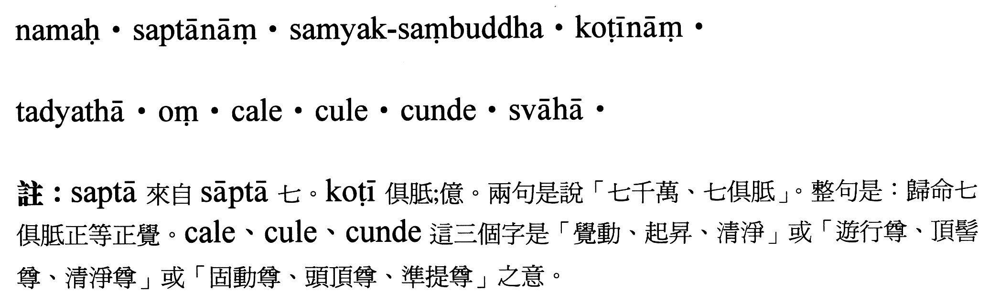 namaḥ・saptānāṃ・samyak-saṃbuddha・koṭīnāṃ・
tadyathā・oṃ・cale・cule・cunde・svāhā・
註：saptā 來自 sāptā 七。koṭī 俱胝;億。兩句是說「七千萬、七俱胝」。整句是：歸命七
俱胝正等正覺。cale、cule、cunde 這三個字是「覺動、起昇、清淨」或「遊行尊、頂髻
尊、清淨尊」或「固動尊、頭頂尊、準提尊」之意。